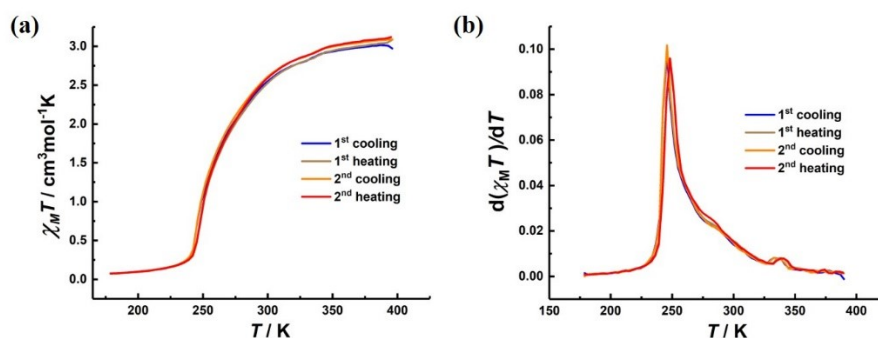 (a)
χMT / cm³mol⁻¹K
3.0
2.5
2.0
1.5
1.0
0.5
0.0
200
250
300
350
400
T / K
1st cooling
1st heating
2nd cooling
2nd heating
(b)
d(χMT)/dT
0.10
0.08
0.06
0.04
0.02
0.00
150
200
250
300
350
400
T / K
1st cooling
1st heating
2nd cooling
2nd heating